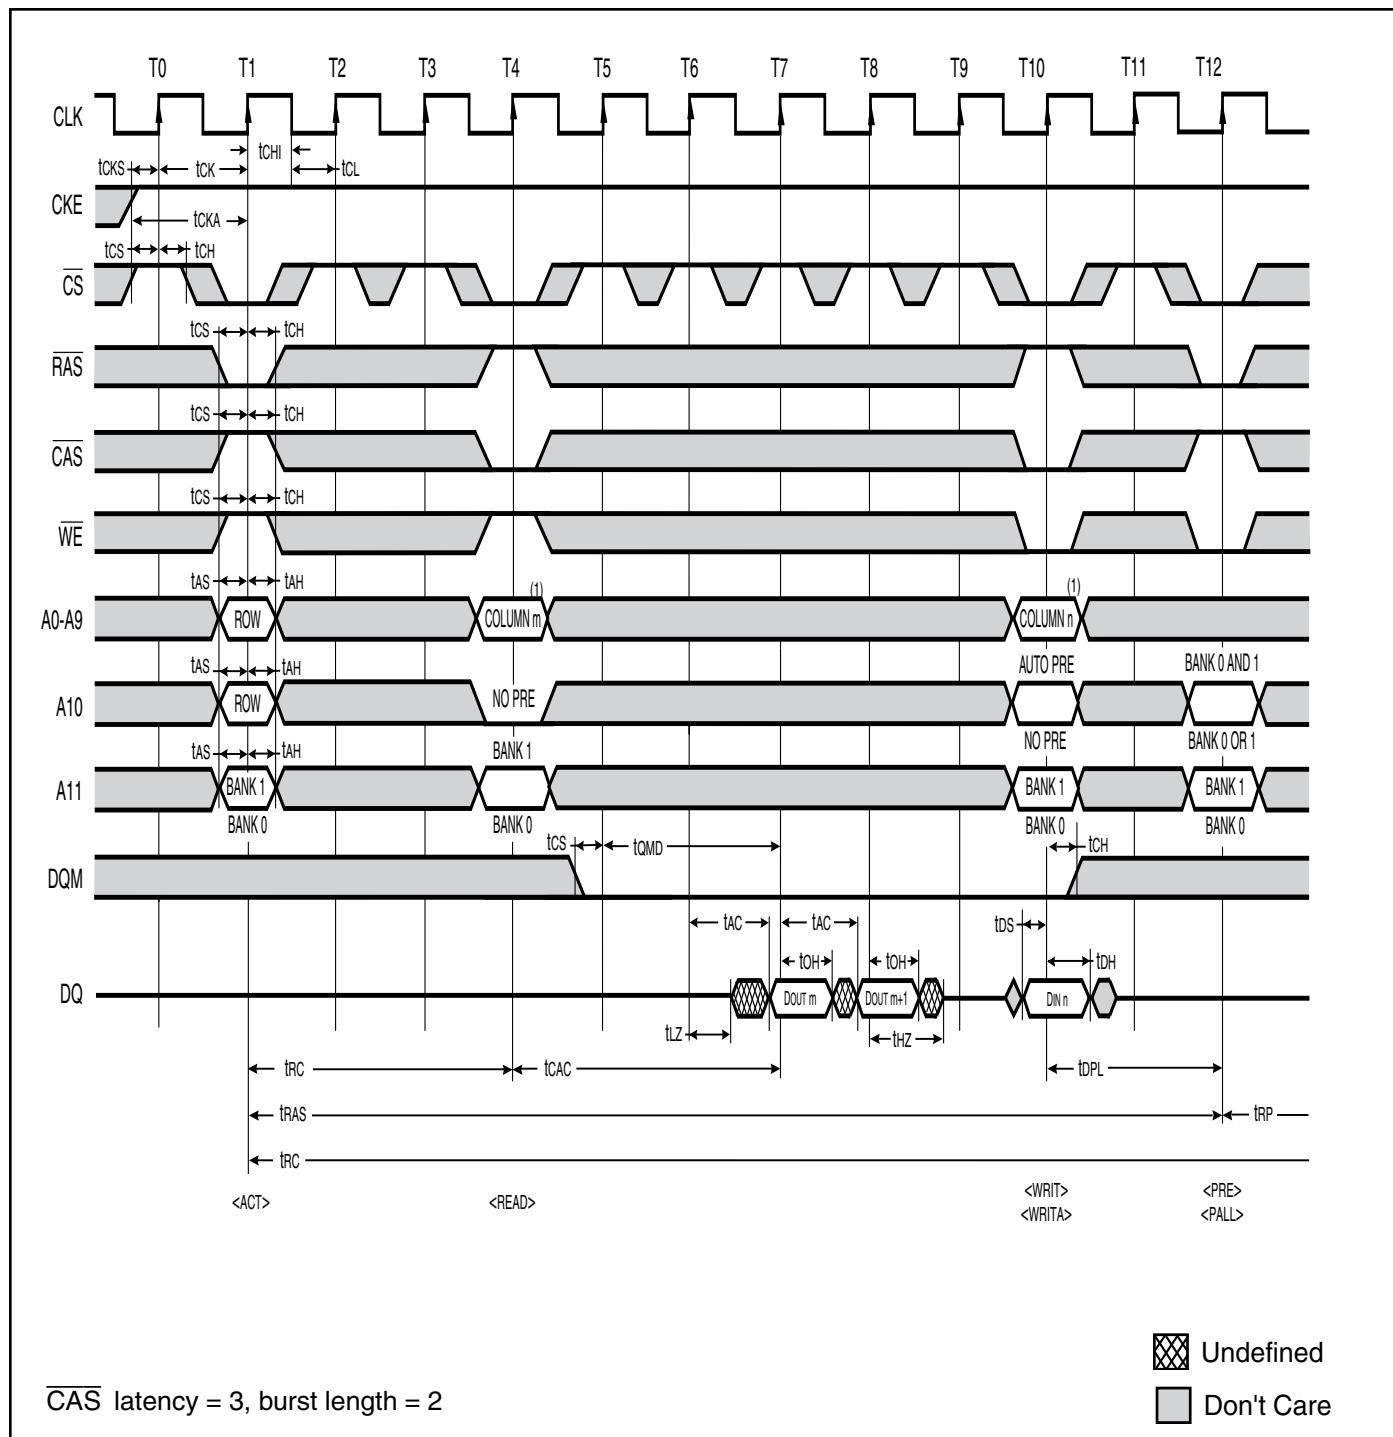 T0 T1 T2 T3 T4 T5 T6 T7 T8 T9 T10 T11 T12
CLK
tCHI
tCKS tCK tCL
CKE
tCKA
tCS tCH
CS
tCS tCH
RAS
tCS tCH
CAS
tCS tCH
WE
tAS tAH (1) (1)
A0-A9 ROW COLUMN m COLUMN n
tAS tAH AUTO PRE BANK 0 AND 1
A10 ROW NO PRE
tAS tAH BANK 1 NO PRE BANK 0 OR 1
A11 BANK 1 BANK 1 BANK 1
BANK 0 BANK 0 BANK 0 BANK 0
tCS tQMD tCH
DQM
tAC tAC tDS
tOH tOH tDH
DQ DOUT m DOUT m+1 DIN n
tLZ tHZ
tRC tCAC tDPL
tRAS tRP
tRC
<ACT> <READ> <WRIT> <PRE>
<WRITA> <PALL>
Undefined
CAS latency = 3, burst length = 2
Don't Care